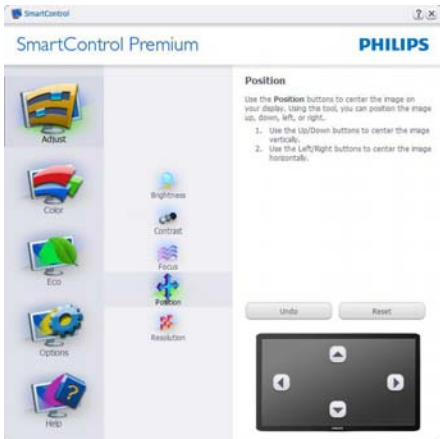 SmartControl
SmartControl Premium
PHILIPS
Adjust
Color
Eco
Options
Help
Brightness
Contrast
Focus
Position
Resolution
Position
Use the Position buttons to center the image on
your display. Using the tool, you can position the image
up, down, left, or right.
1. Use the Up/Down buttons to center the image
vertically.
2. Use the Left/Right buttons to center the image
horizontally.
Undo
Reset